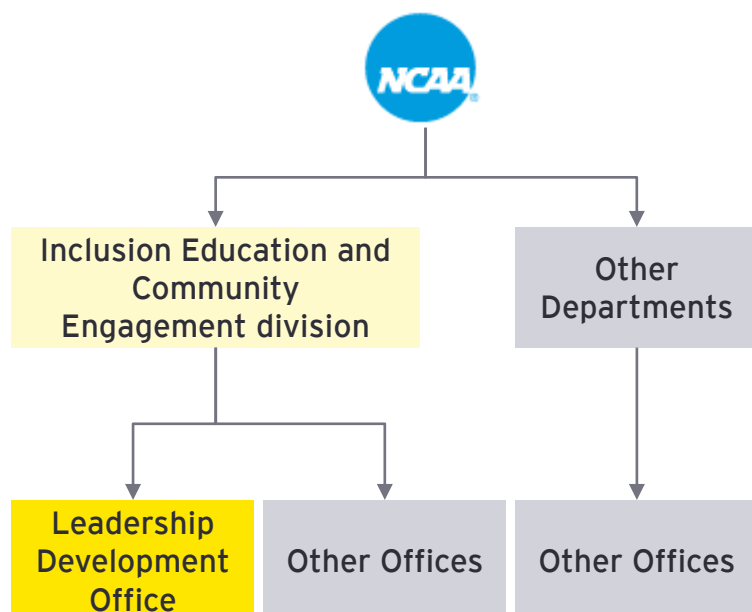 NCAA®
Inclusion Education and
Community
Engagement division
Other
Departments
Leadership
Development
Office
Other Offices
Other Offices